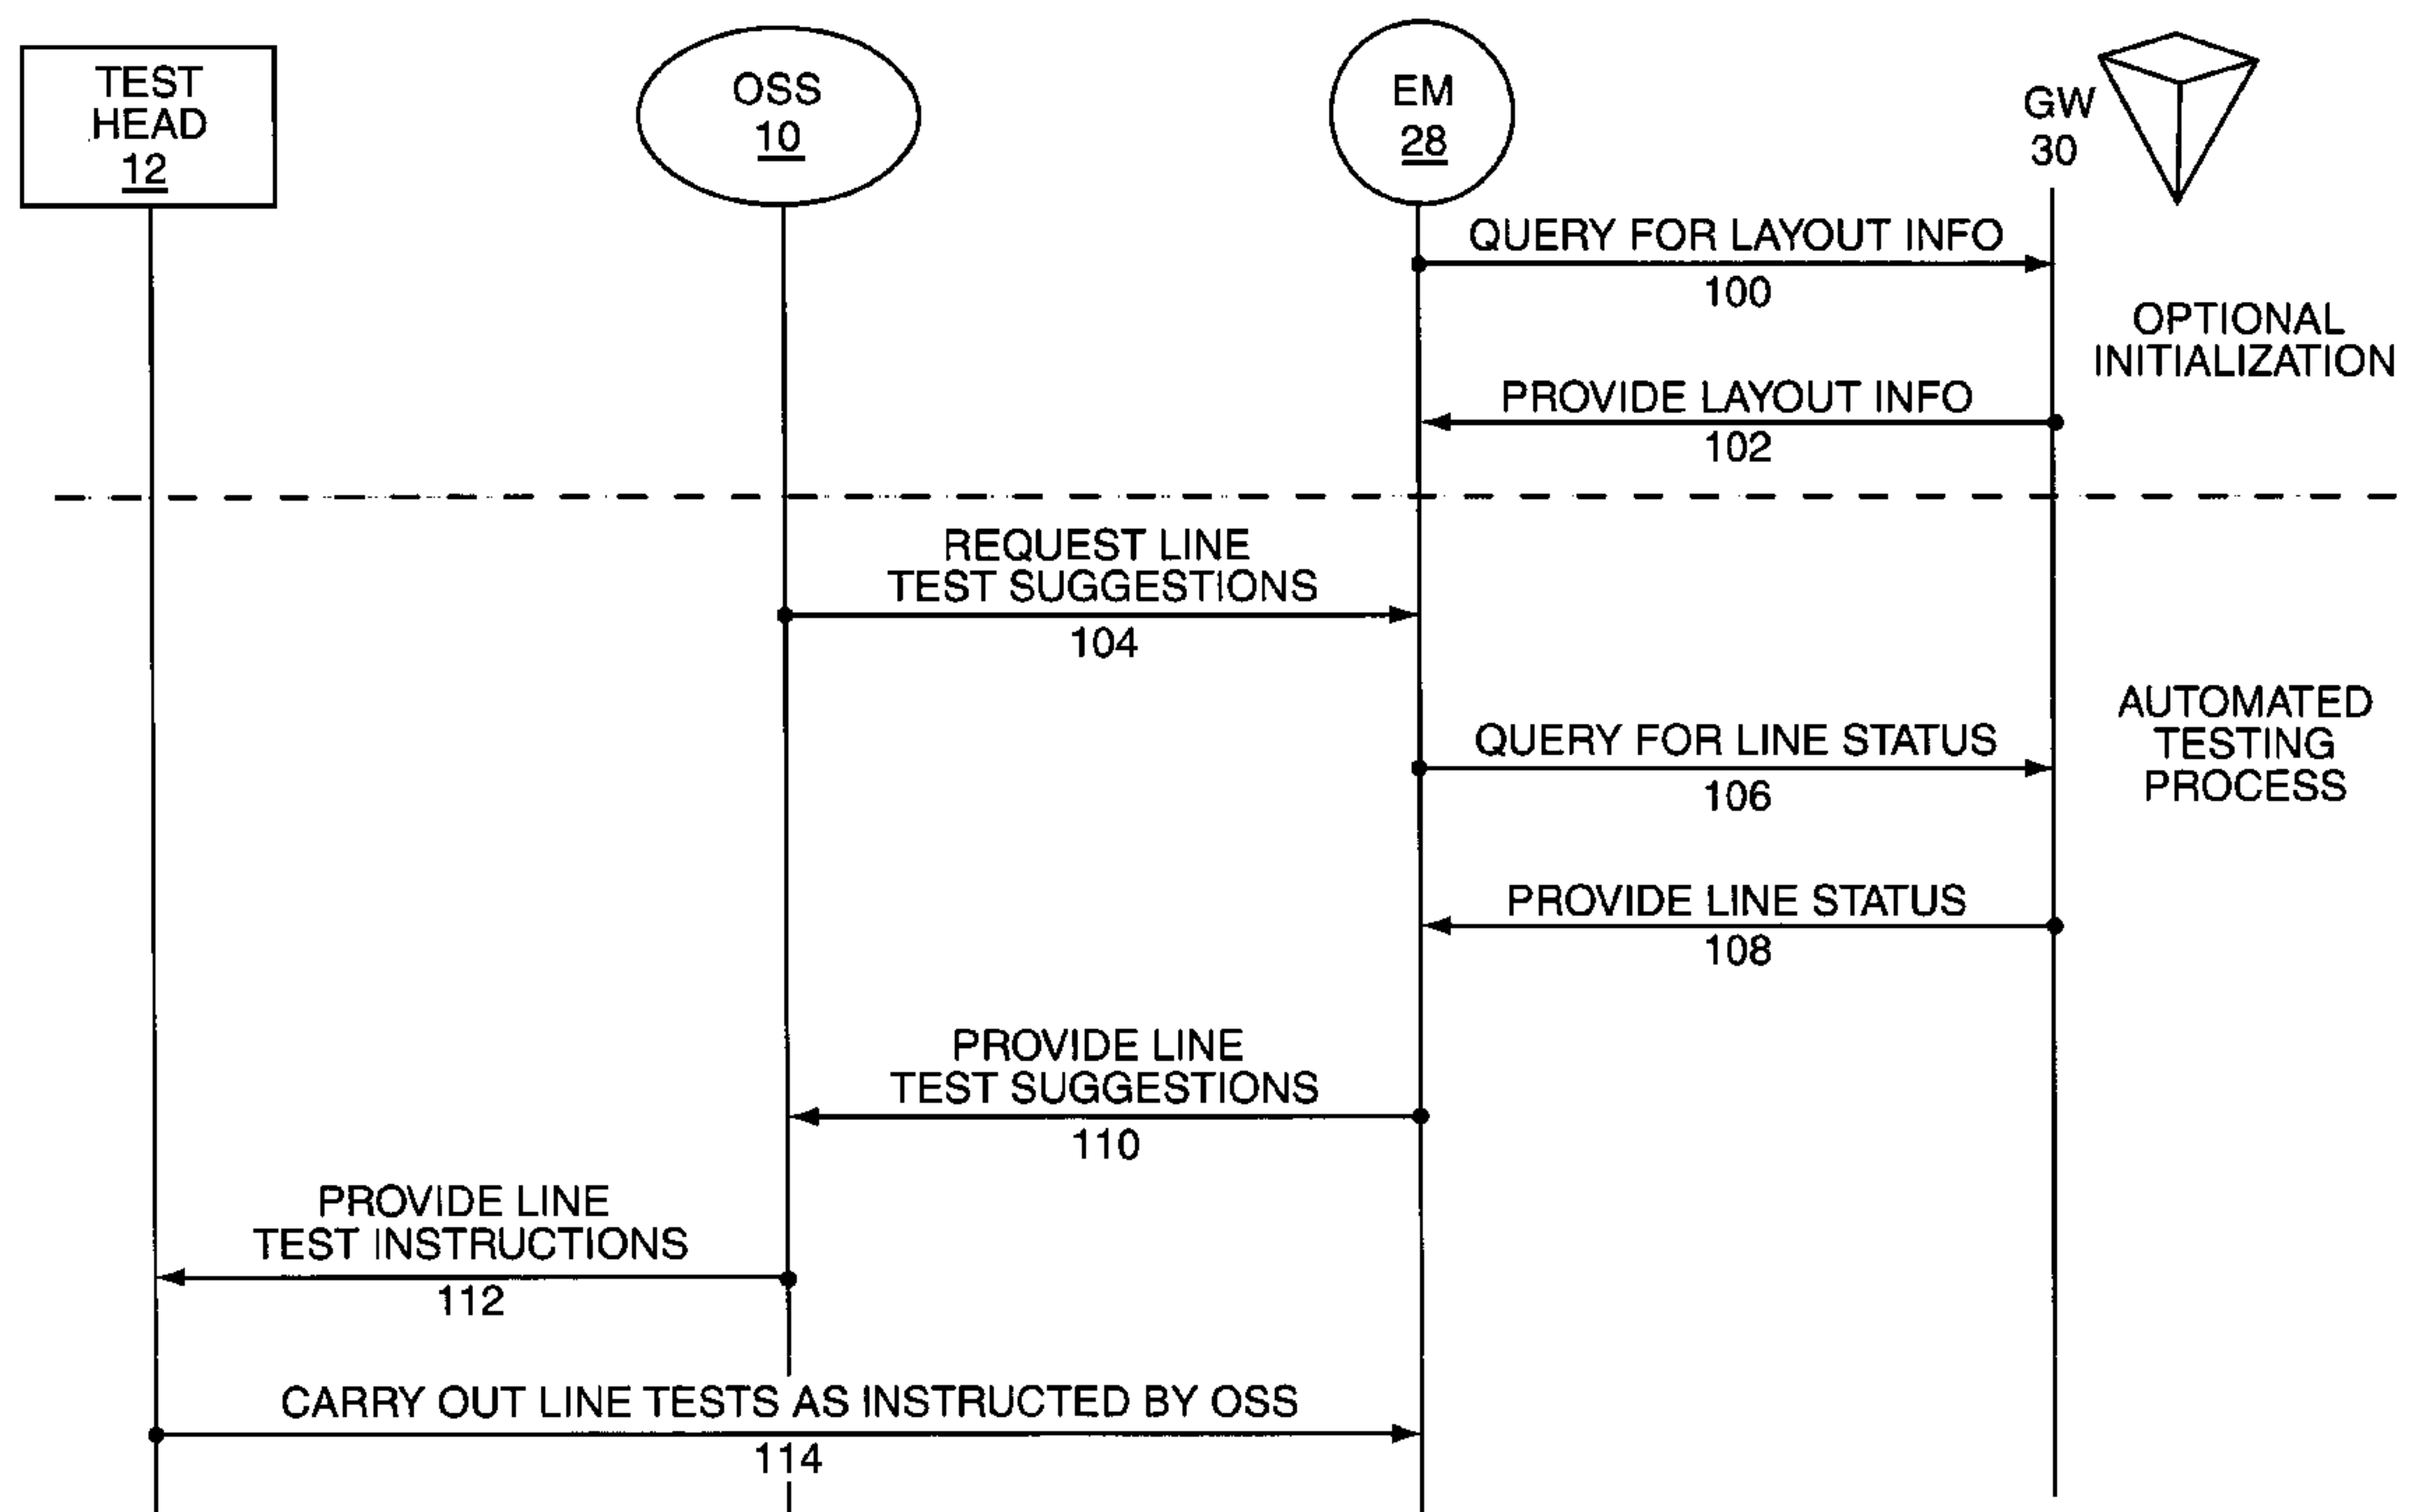 TEST
HEAD
12
OSS
10
EM
28
GW
30
QUERY FOR LAYOUT INFO
100
OPTIONAL
INITIALIZATION
PROVIDE LAYOUT INFO
102
REQUEST LINE
TEST SUGGESTIONS
104
QUERY FOR LINE STATUS
106
AUTOMATED
TESTING
PROCESS
PROVIDE LINE STATUS
108
PROVIDE LINE
TEST SUGGESTIONS
110
PROVIDE LINE
TEST INSTRUCTIONS
112
CARRY OUT LINE TESTS AS INSTRUCTED BY OSS
114